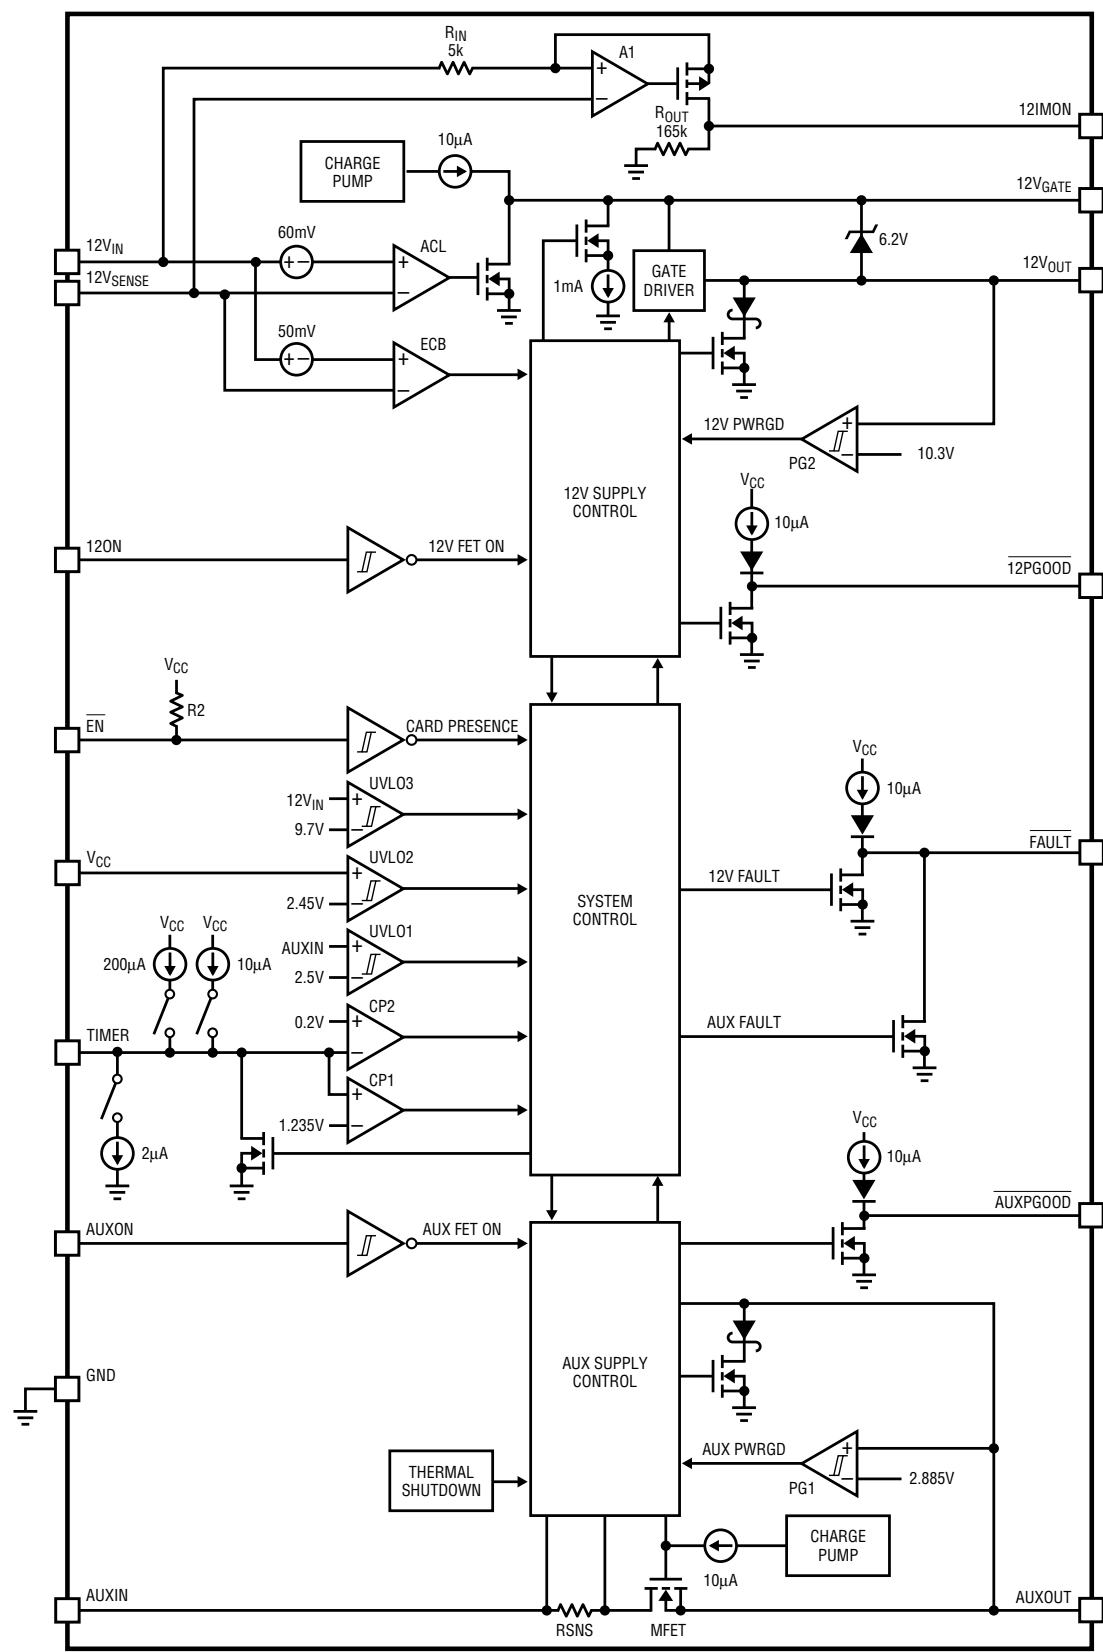 RIN
5k
A1
+
−
ROUT
165k
12IMON
10µA
CHARGE
PUMP
12VGATE
60mV
12VIN
+−
ACL
+
−
6.2V
12VSENSE
1mA
GATE
DRIVER
12VOUT
50mV
+−
ECB
+
−
12V PWRGD
+
−
PG2
10.3V
12V SUPPLY
CONTROL
VCC
10µA
12ON
12V FET ON
12PGOOD
VCC
R2
EN
CARD PRESENCE
UVLO3
12VIN
+
9.7V
−
VCC
10µA
FAULT
VCC
UVLO2
+
2.45V
−
12V FAULT
SYSTEM
CONTROL
VCC
VCC
UVLO1
200µA
10µA
AUXIN
+
2.5V
−
CP2
0.2V
+
−
AUX FAULT
TIMER
CP1
+
1.235V
−
2µA
VCC
10µA
AUXPGOOD
AUXON
AUX FET ON
GND
AUX SUPPLY
CONTROL
AUX PWRGD
+
−
PG1
2.885V
THERMAL
SHUTDOWN
CHARGE
PUMP
10µA
AUXIN
AUXOUT
RSNS
MFET